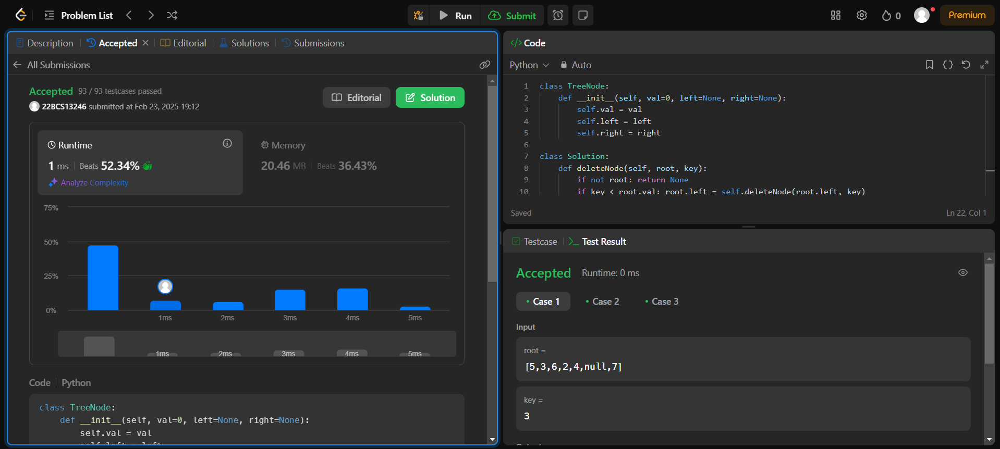 Problem List
Run
Submit
0
Premium
Description
Accepted
Editorial
Solutions
Submissions
All Submissions
Accepted 93 / 93 testcases passed
22BCS13246 submitted at Feb 23, 2025 19:12
Editorial
Solution
Runtime
1 ms Beats 52.34%
Analyze Complexity
Memory
20.46 MB Beats 36.43%
75%
50%
25%
0%
1ms 2ms 3ms 4ms 5ms
1ms 2ms 3ms 4ms 5ms
Code Python
class TreeNode:
def __init__(self, val=0, left=None, right=None):
self.val = val
self.left = left
</> Code
Python Auto
1 class TreeNode:
2 def __init__(self, val=0, left=None, right=None):
3 self.val = val
4 self.left = left
5 self.right = right
6
7 class Solution:
8 def deleteNode(self, root, key):
9 if not root: return None
10 if key < root.val: root.left = self.deleteNode(root.left, key)
Saved
Ln 22, Col 1
Testcase
Test Result
Accepted Runtime: 0 ms
Case 1
Case 2
Case 3
Input
root =
[5,3,6,2,4,null,7]
key =
3